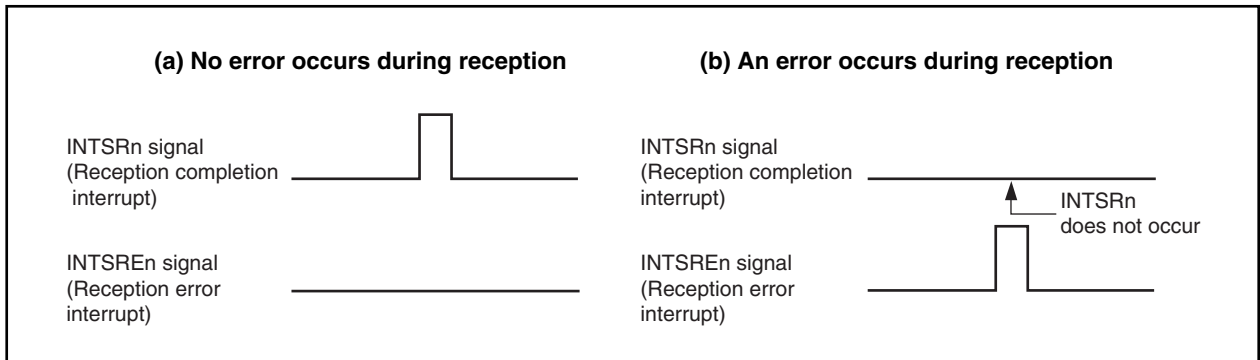 (a) No error occurs during reception
INTSRn signal
(Reception completion
interrupt)
INTSREn signal
(Reception error
interrupt)
(b) An error occurs during reception
INTSRn signal
(Reception completion
interrupt)
INTSRn
does not occur
INTSREn signal
(Reception error
interrupt)